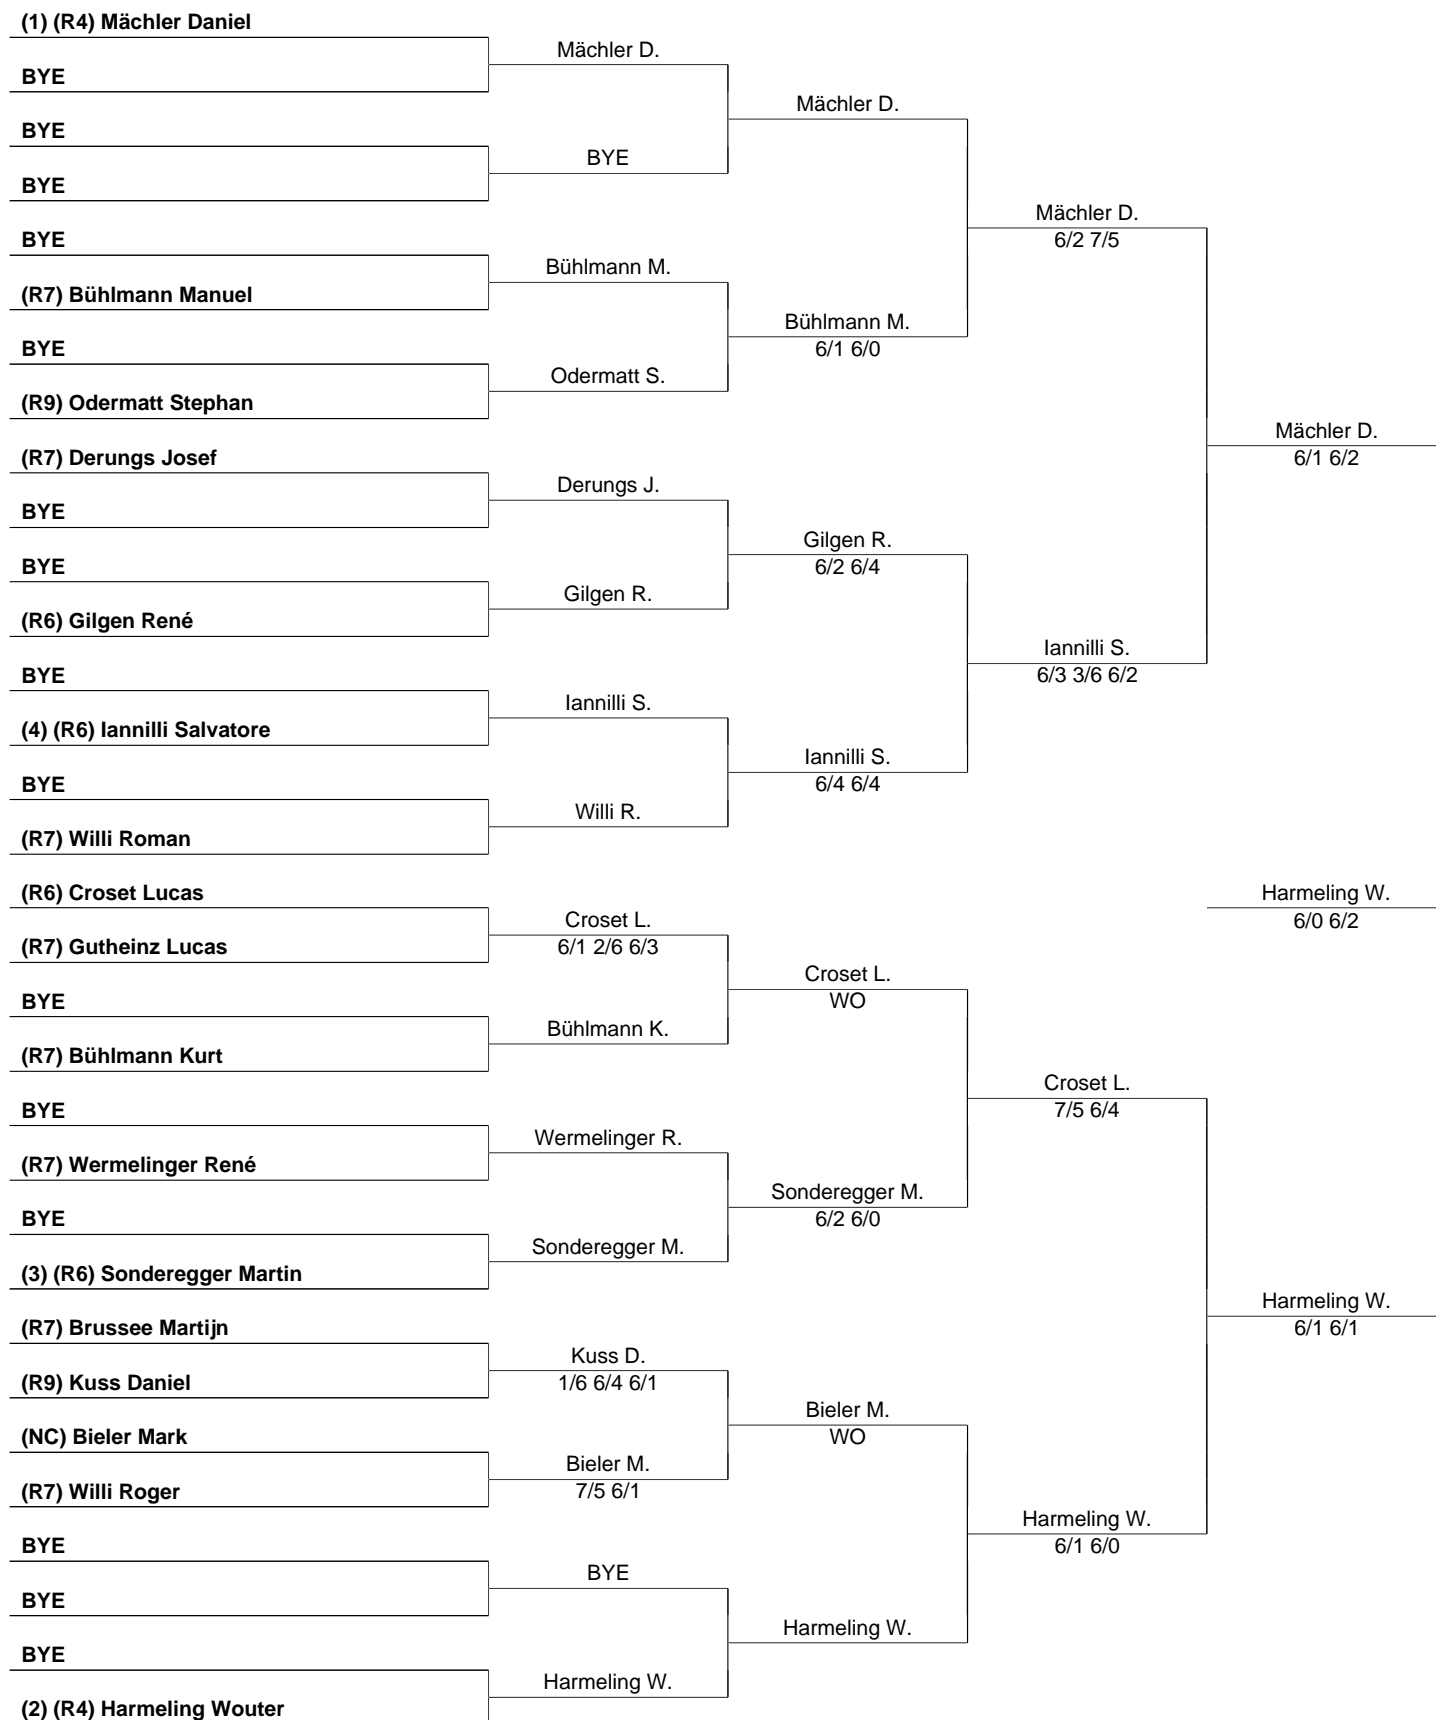 (1) (R4) Mächler Daniel
BYE
BYE
BYE
BYE
(R7) Bühlmann Manuel
BYE
(R9) Odermatt Stephan
(R7) Derungs Josef
BYE
BYE
(R6) Gilgen René
BYE
(4) (R6) Iannilli Salvatore
BYE
(R7) Willi Roman
(R6) Croset Lucas
(R7) Gutheinz Lucas
BYE
(R7) Bühlmann Kurt
BYE
(R7) Wermelinger René
BYE
(3) (R6) Sonderegger Martin
(R7) Brussee Martijn
(R9) Kuss Daniel
(NC) Bieler Mark
(R7) Willi Roger
BYE
BYE
BYE
(2) (R4) Harmeling Wouter
Mächler D.
BYE
Bühlmann M.
Odermatt S.
Derungs J.
Gilgen R.
Iannilli S.
Willi R.
Croset L.
6/1 2/6 6/3
Bühlmann K.
Wermelinger R.
Sonderegger M.
Kuss D.
1/6 6/4 6/1
Bieler M.
7/5 6/1
BYE
Harmeling W.
Mächler D.
Bühlmann M.
6/1 6/0
Gilgen R.
6/2 6/4
Iannilli S.
6/4 6/4
Croset L.
WO
Sonderegger M.
6/2 6/0
Bieler M.
WO
Harmeling W.
Mächler D.
6/2 7/5
Iannilli S.
6/3 3/6 6/2
Croset L.
7/5 6/4
Harmeling W.
6/1 6/0
Mächler D.
6/1 6/2
Harmeling W.
6/0 6/2
Harmeling W.
6/1 6/1